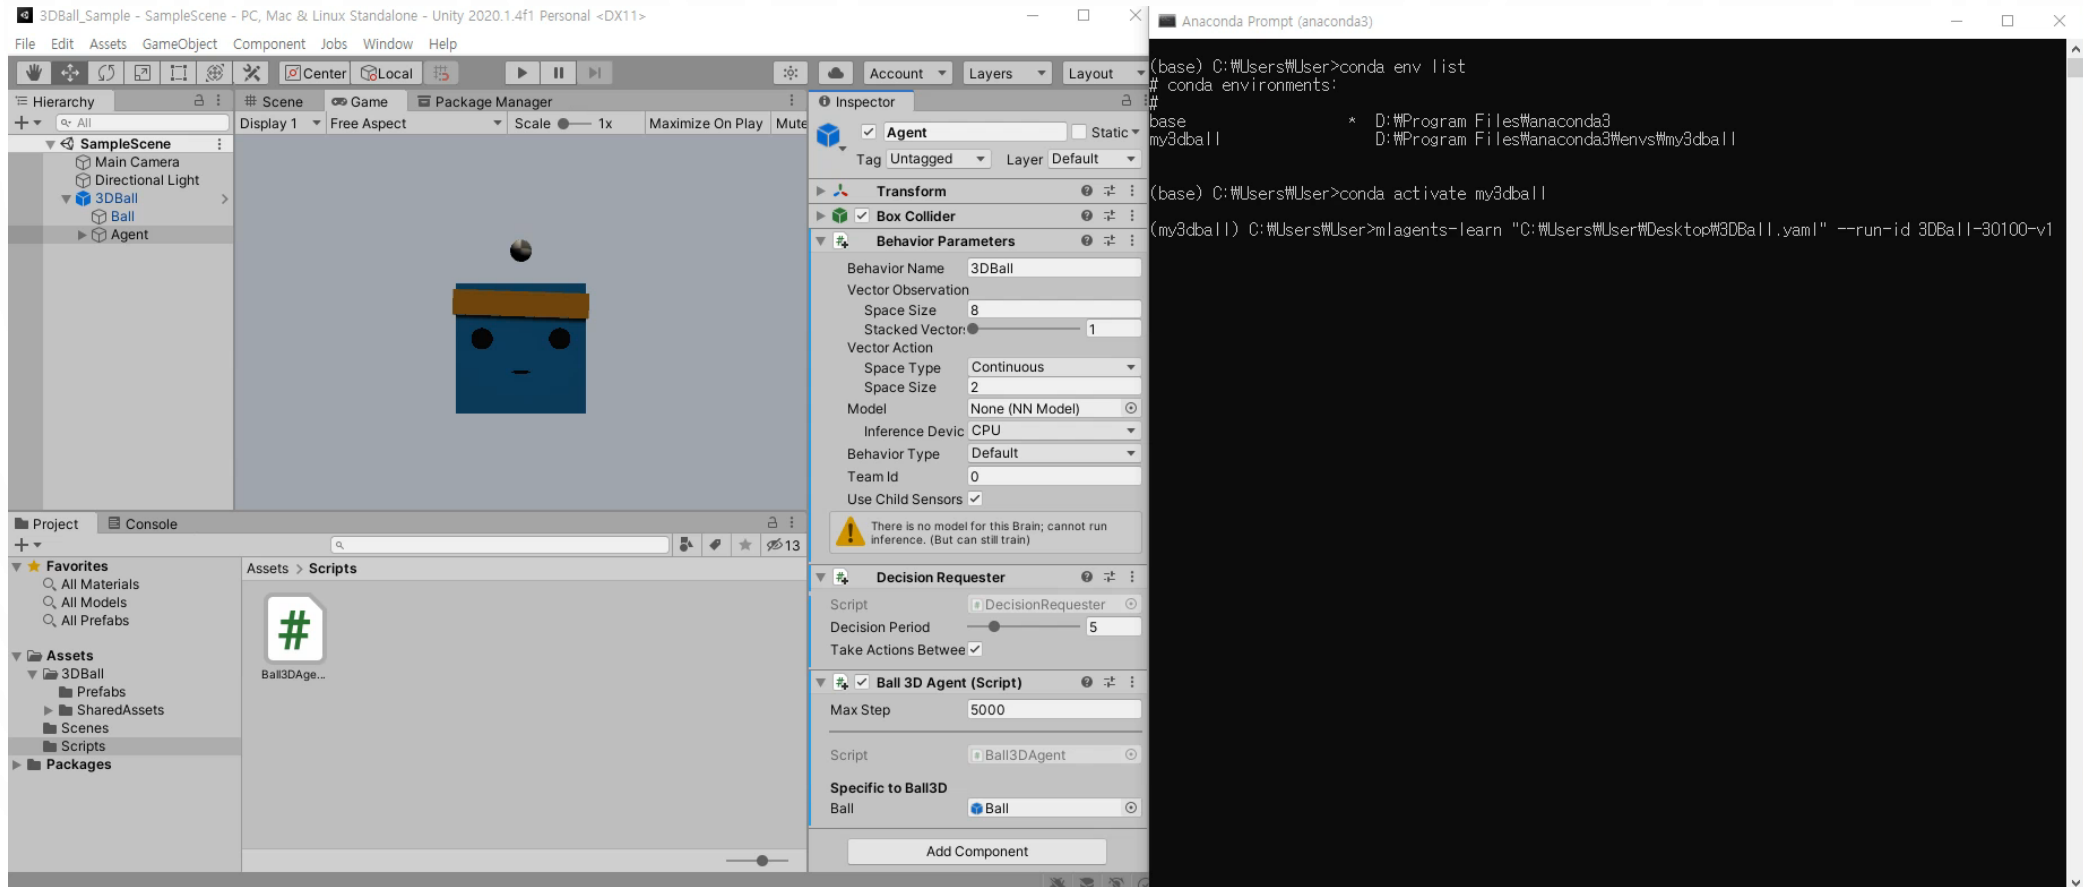 3DBall_Sample - SampleScene - PC, Mac & Linux Standalone - Unity 2020.1.4f1 Personal <DX11>
File Edit Assets GameObject Component Jobs Window Help
Center Local
Account Layers Layout
Hierarchy
All
SampleScene
Main Camera
Directional Light
3DBall
Ball
Agent
Scene Game Package Manager
Display 1 Free Aspect Scale 1x Maximize On Play Mute
Inspector
Agent Static
Tag Untagged Layer Default
Transform
Box Collider
Behavior Parameters
Behavior Name 3DBall
Vector Observation
Space Size 8
Stacked Vectors 1
Vector Action
Space Type Continuous
Space Size 2
Model None (NN Model)
Inference Devic CPU
Behavior Type Default
Team Id 0
Use Child Sensors
There is no model for this Brain; cannot run
inference. (But can still train)
Decision Requester
Script DecisionRequester
Decision Period 5
Take Actions Betwee
Ball 3D Agent (Script)
Max Step 5000
Script Ball3DAgent
Specific to Ball3D
Ball Ball
Add Component
Project Console
13
Favorites
All Materials
All Models
All Prefabs
Assets
3DBall
Prefabs
SharedAssets
Scenes
Scripts
Packages
Assets > Scripts
#
Ball3DAge...
Anaconda Prompt (anaconda3)
(base) C:₩Users₩User>conda env list
# conda environments:
#
base * D:₩Program Files₩anaconda3
my3dball D:₩Program Files₩anaconda3₩envs₩my3dball
(base) C:₩Users₩User>conda activate my3dball
(my3dball) C:₩Users₩User>mlagents-learn "C:₩Users₩User₩Desktop₩3DBall.yaml" --run-id 3DBall-30100-v1